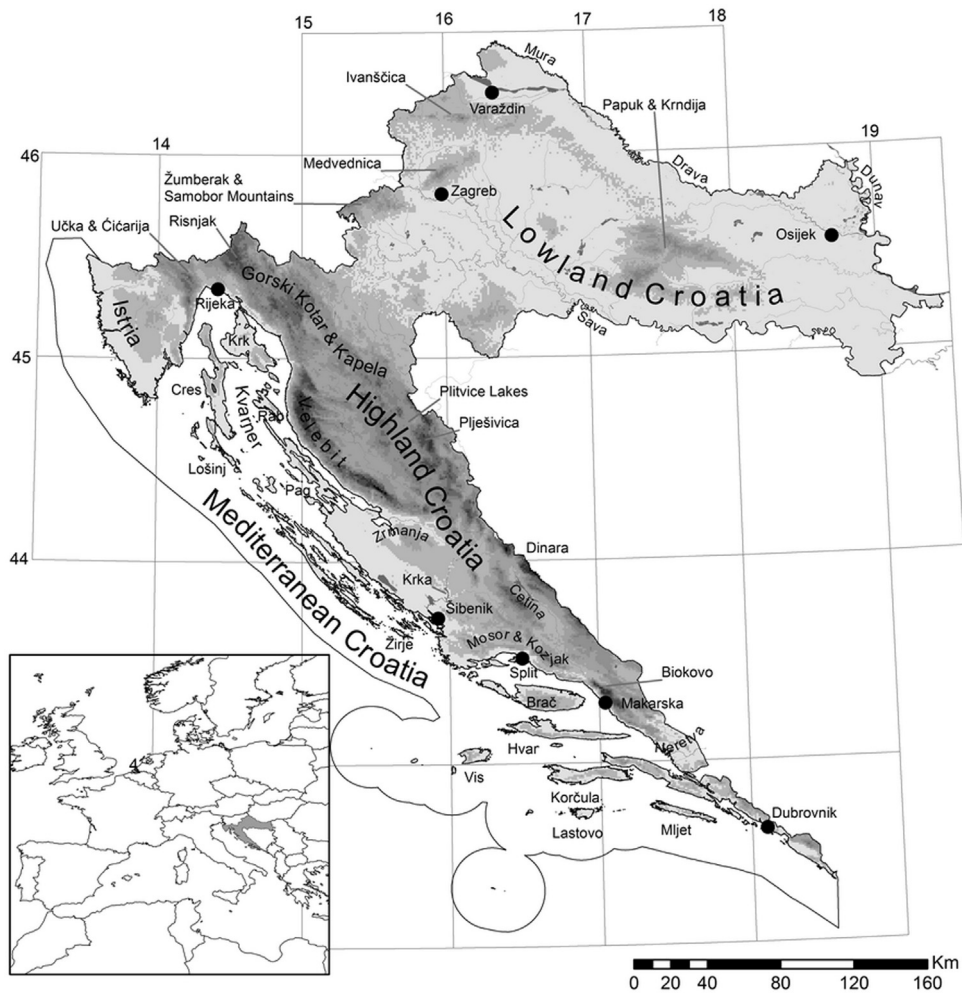 18
17
16
15
Mura
Ivanščica
Varaždin
Papuk & Krndija
19
46
14
Drava
Medvednica
Dunav
Žumberak &
Samobor Mountains
Zagreb
Lowland Croatia
Učka & Ćićarija
Risnjak
Osijek
Gorski Kotar & Kapela
Rijeka
Istria
Sava
Krk
45
Cres
Kvarner
Rab
Velebit
Highland Croatia
Plitvice Lakes
Plješivica
Lošinj
Pag
Mediterranean Croatia
Zrmanja
44
Dinara
Krka
Cetina
Šibenik
Žirje
Mosor & Koz'jak
Split
Biokovo
Brač
Makarska
Hvar
Neretva
Vis
Korčula
Lastovo
Mljet
Dubrovnik
Km
0 20 40 80 120 160